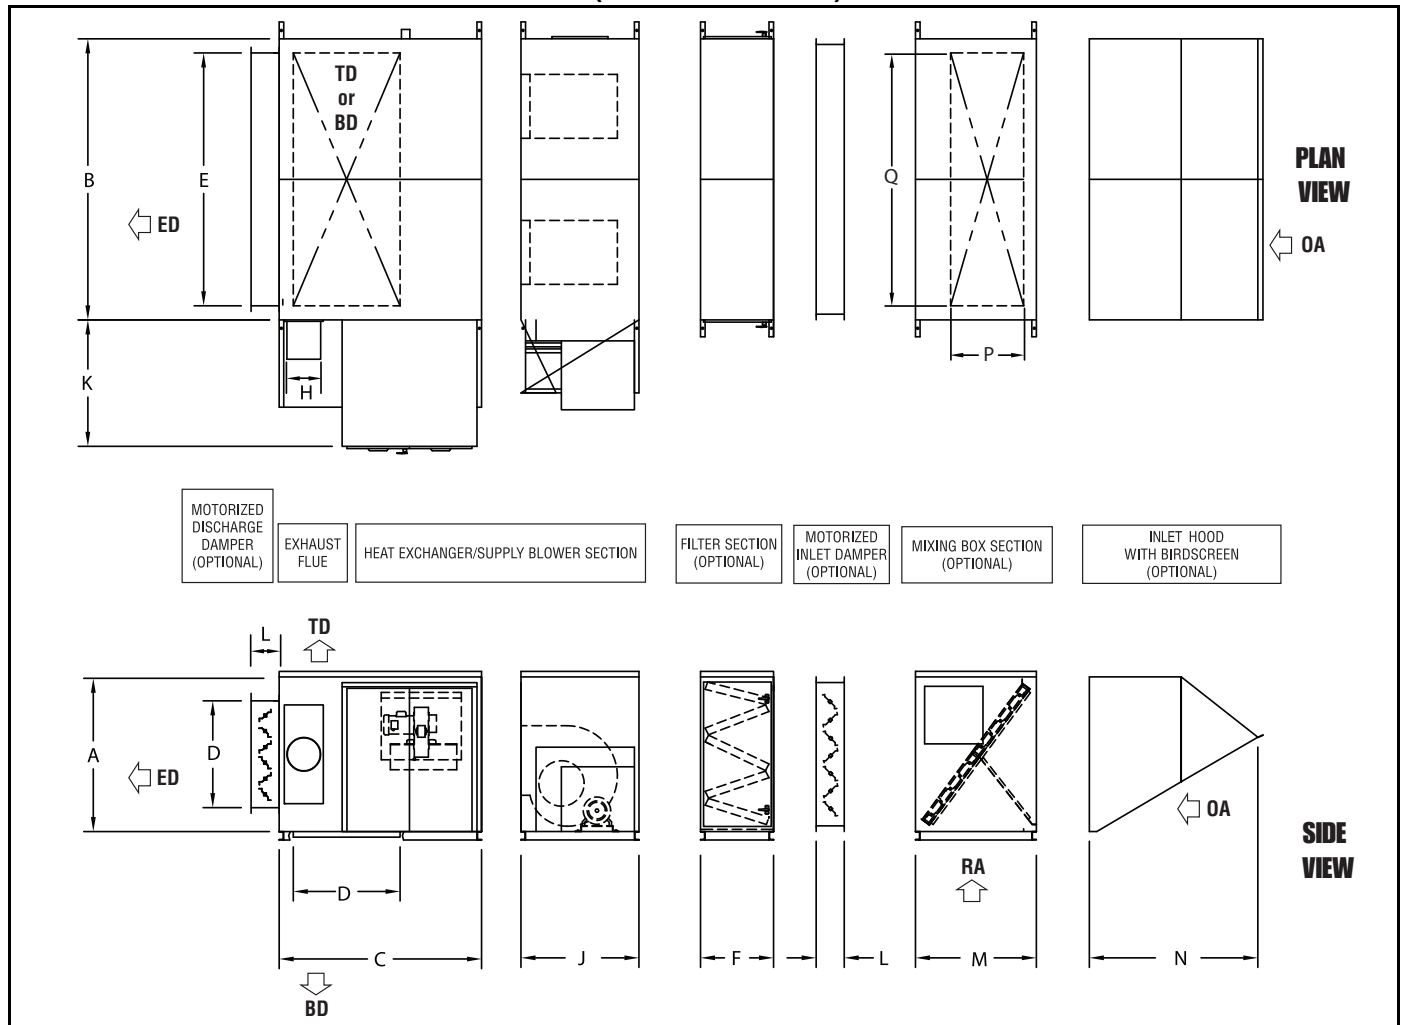 TD
or
BD
B
E
ED
K
H
Q
P
PLAN
VIEW
OA
MOTORIZED
DISCHARGE
DAMPER
(OPTIONAL)
EXHAUST
FLUE
HEAT EXCHANGER/SUPPLY BLOWER SECTION
FILTER SECTION
(OPTIONAL)
MOTORIZED
INLET DAMPER
(OPTIONAL)
MIXING BOX SECTION
(OPTIONAL)
INLET HOOD
WITH BIRDSCREEN
(OPTIONAL)
L
TD
A
D
ED
D
C
BD
J
F
L
RA
M
OA
N
SIDE
VIEW